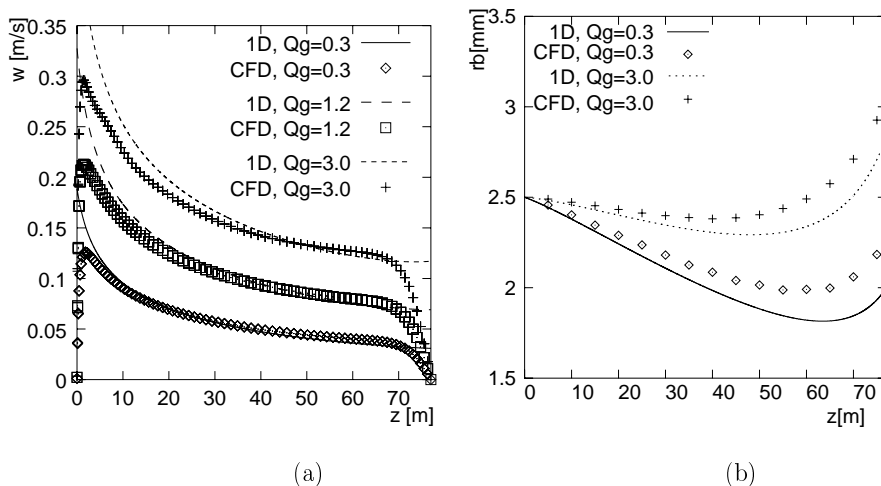 w [m/s]
0.35
0.3
0.25
0.2
0.15
0.1
0.05
0
0 10 20 30 40 50 60 70
z [m]
1D, Qg=0.3
CFD, Qg=0.3
1D, Qg=1.2
CFD, Qg=1.2
1D, Qg=3.0
CFD, Qg=3.0
(a)
rb[mm]
3.5
3
2.5
2
1.5
0 10 20 30 40 50 60 70
z[m]
1D, Qg=0.3
CFD, Qg=0.3
1D, Qg=3.0
CFD, Qg=3.0
(b)